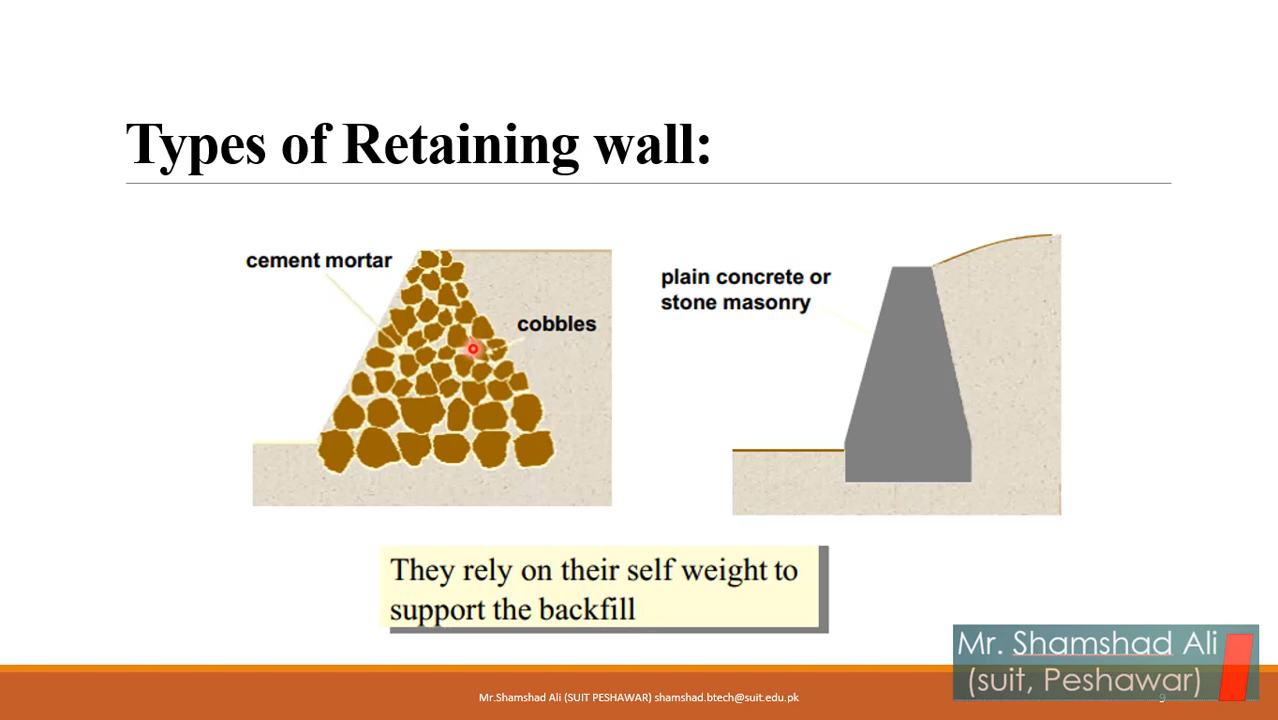 Types of Retaining wall:
cement mortar
cobbles
plain concrete or
stone masonry
They rely on their self weight to
support the backfill
Mr. Shamshad Ali
(suit, Peshawar)
Mr.Shamshad Ali (SUIT PESHAWAR) shamshad.btech@suit.edu.pk
9